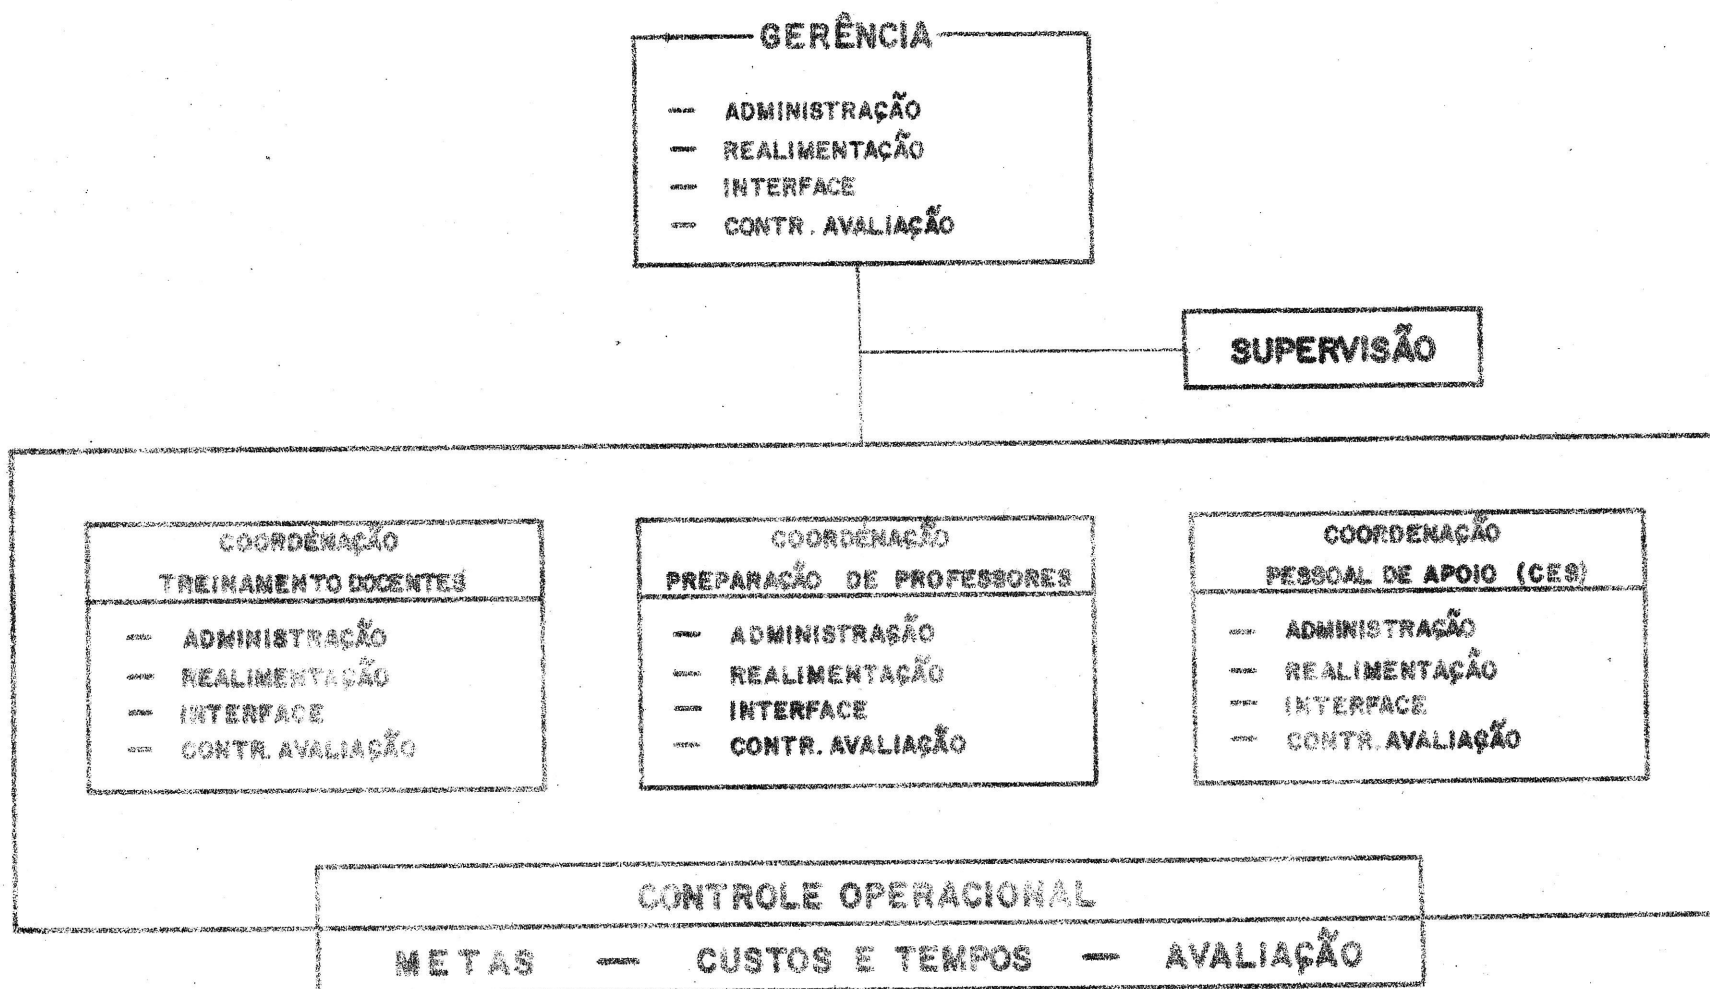 GERÊNCIA
— ADMINISTRAÇÃO
— REALIMENTAÇÃO
— INTERFACE
— CONTR. AVALIAÇÃO
SUPERVISÃO
COORDENAÇÃO
TREINAMENTO DOCENTES
— ADMINISTRAÇÃO
— REALIMENTAÇÃO
— INTERFACE
— CONTR. AVALIAÇÃO
COORDENAÇÃO
PREPARAÇÃO DE PROFESSORES
— ADMINISTRAÇÃO
— REALIMENTAÇÃO
— INTERFACE
— CONTR. AVALIAÇÃO
COORDENAÇÃO
PESSOAL DE APOIO (CES)
— ADMINISTRAÇÃO
— REALIMENTAÇÃO
— INTERFACE
— CONTR. AVALIAÇÃO
CONTROLE OPERACIONAL
METAS — CUSTOS E TEMPOS — AVALIAÇÃO